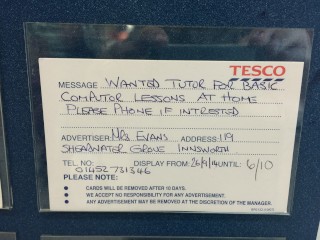 TESCO
MESSAGE WANTED TUTOR FOR BASIC
COMPUTOR LESSONS AT HOME
PLEASE PHONE IF INTRESTED
ADVERTISER: MRS EVANS ADDRESS: 119
SHEARWATER GROVE INNSWORTH
TEL NO: DISPLAY FROM: 26/9/14 UNTIL: 6/10
01452 731346
PLEASE NOTE:
• CARDS WILL BE REMOVED AFTER 10 DAYS.
• WE ACCEPT NO RESPONSIBILITY FOR ANY ADVERTISEMENT.
• ANY ADVERTISEMENT MAY BE REMOVED AT THE DISCRETION OF THE MANAGER.